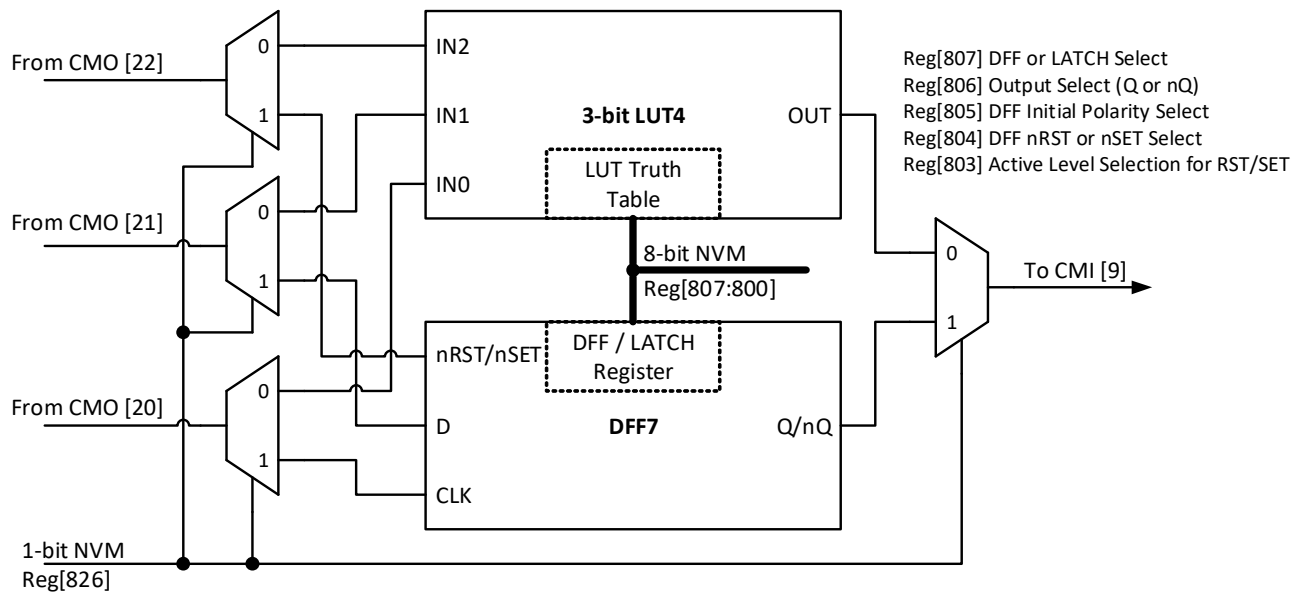 From CMO [22]
0
1
IN2
IN1
IN0
3-bit LUT4
OUT
LUT Truth
Table
Reg[807] DFF or LATCH Select
Reg[806] Output Select (Q or nQ)
Reg[805] DFF Initial Polarity Select
Reg[804] DFF nRST or nSET Select
Reg[803] Active Level Selection for RST/SET
From CMO [21]
0
1
8-bit NVM
Reg[807:800]
0
1
To CMI [9]
From CMO [20]
0
1
nRST/nSET
D
CLK
DFF / LATCH
Register
DFF7
Q/nQ
1-bit NVM
Reg[826]